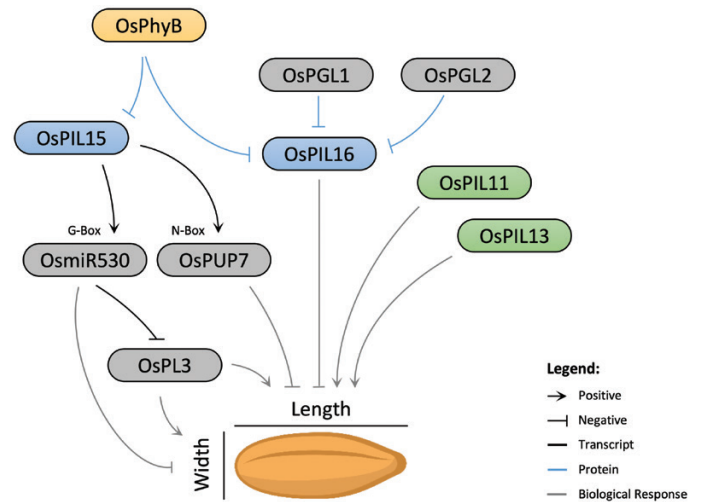 OsPhyB
OsPGL1
OsPGL2
OsPIL15
OsPIL16
OsPIL11
OsPIL13
G-Box
N-Box
OsmiR530
OsPUP7
OsPL3
Length
Width
Legend:
Positive
Negative
Transcript
Protein
Biological Response